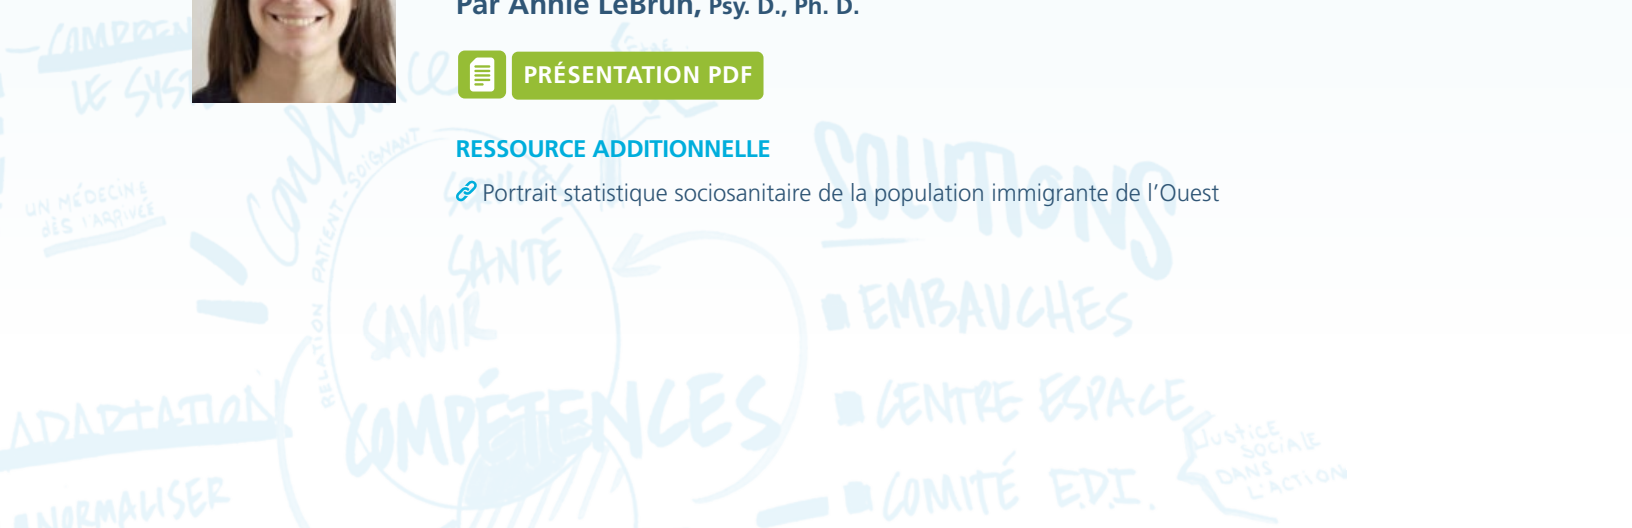 Par Annie LeBrun, Psy. D., Ph. D.
PRÉSENTATION PDF
RESSOURCE ADDITIONNELLE
Portrait statistique sociosanitaire de la population immigrante de l’Ouest
UN MÉDECIN
DÈS L'ARRIVÉE
RELATION PATIENT-SOIGNANT
SOLUTIONS
SANTÉ
SAVOIR
EMBAUCHES
ADAPTATION
COMPÉTENCES
CENTRE ESPACE
JUSTICE
SOCIALE
DANS
L'ACTION
NORMALISER
COMITÉ E.D.I.